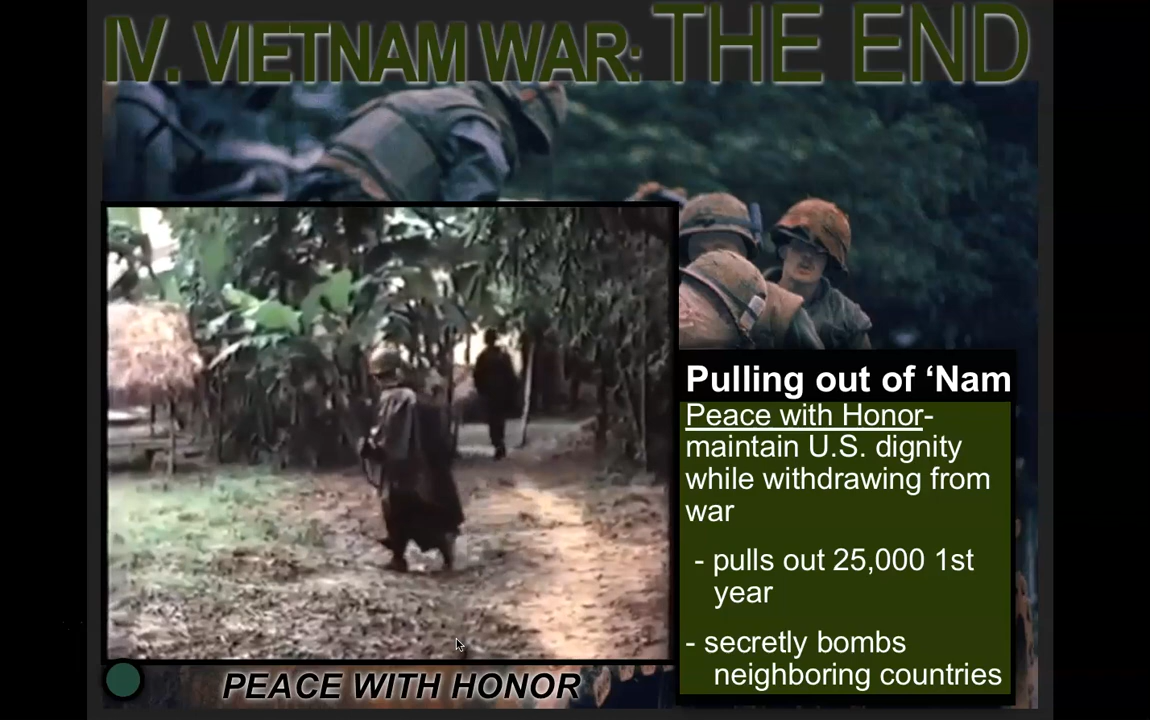 IV. VIETNAM WAR: THE END
Pulling out of ‘Nam
Peace with Honor-
maintain U.S. dignity
while withdrawing from
war
- pulls out 25,000 1st
year
- secretly bombs
neighboring countries
PEACE WITH HONOR